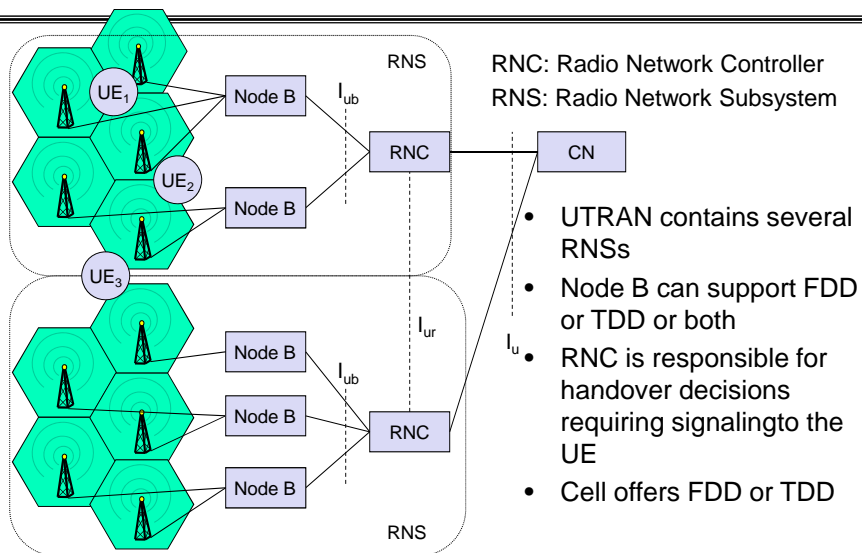 RNS
RNC: Radio Network Controller
RNS: Radio Network Subsystem
UE1
Node B
Iub
RNC
CN
UE2
Node B
UE3
Iur
Iu
Node B
Iub
Node B
RNC
Node B
RNS
• UTRAN contains several
RNSs
• Node B can support FDD
or TDD or both
• RNC is responsible for
handover decisions
requiring signalingto the
UE
• Cell offers FDD or TDD